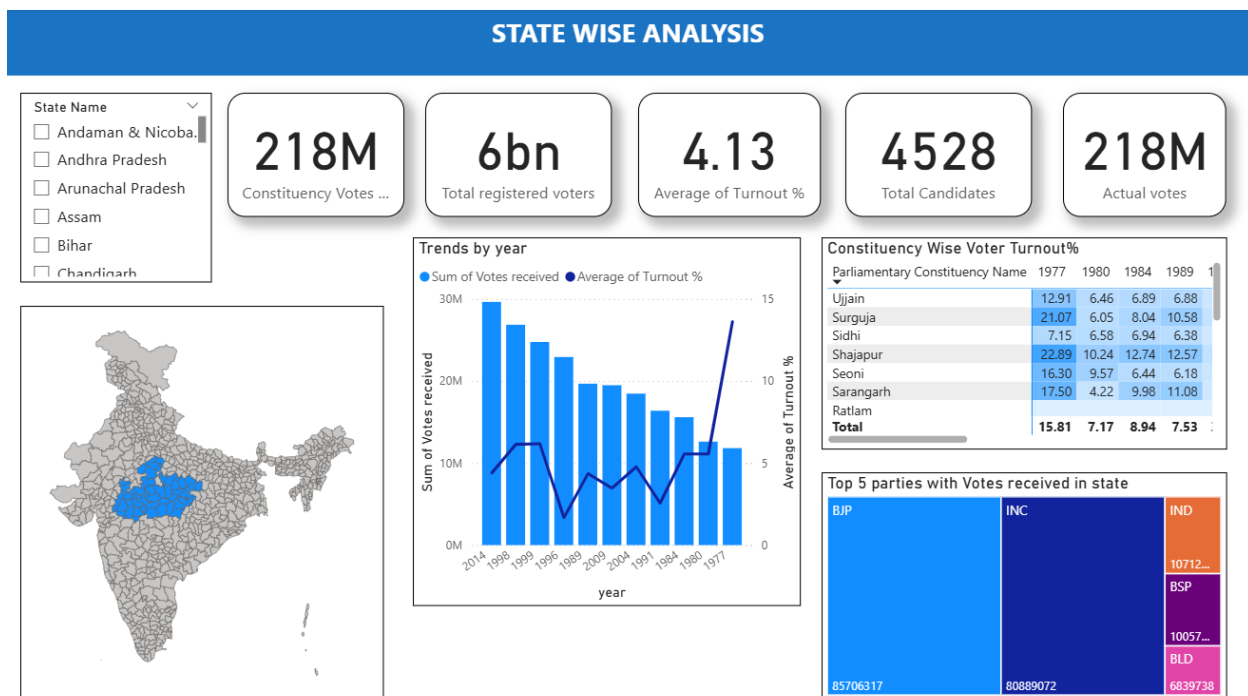 STATE WISE ANALYSIS
State Name
Andaman & Nicoba.
Andhra Pradesh
Arunachal Pradesh
Assam
Bihar
Chandigarh
218M
Constituency Votes ...
6bn
Total registered voters
4.13
Average of Turnout %
4528
Total Candidates
218M
Actual votes
Trends by year
Sum of Votes received Average of Turnout %
30M 15
20M 10
10M 5
0M 0
Sum of Votes received
Average of Turnout %
2014 1998 1999 1996 1989 2009 2004 1991 1984 1980 1977
year
Constituency Wise Voter Turnout%
Parliamentary Constituency Name 1977 1980 1984 1989 1
Ujjain 12.91 6.46 6.89 6.88
Surguja 21.07 6.05 8.04 10.58
Sidhi 7.15 6.58 6.94 6.38
Shajapur 22.89 10.24 12.74 12.57
Seoni 16.30 9.57 6.44 6.18
Sarangarh 17.50 4.22 9.98 11.08
Ratlam
Total 15.81 7.17 8.94 7.53
Top 5 parties with Votes received in state
BJP
85706317
INC
80889072
IND
10712...
BSP
10057...
BLD
6839738